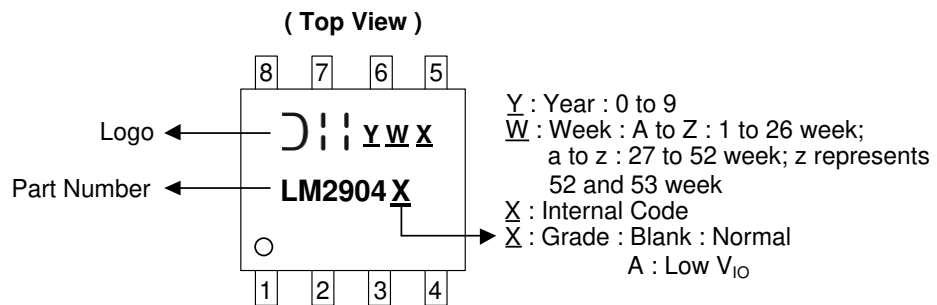 ( Top View )
8 7 6 5
Logo
Y W X
Y : Year : 0 to 9
W : Week : A to Z : 1 to 26 week;
a to z : 27 to 52 week; z represents
52 and 53 week
Part Number
LM2904 X
X : Internal Code
X : Grade : Blank : Normal
A : Low VIO
1 2 3 4